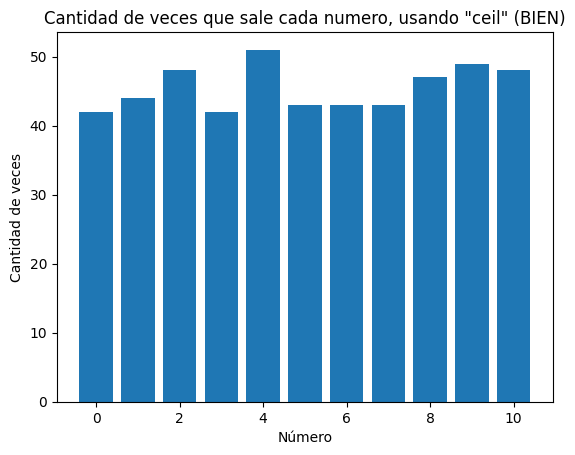 Cantidad de veces que sale cada numero, usando "ceil" (BIEN)
50
40
30
20
10
0
Cantidad de veces
0 2 4 6 8 10
Número